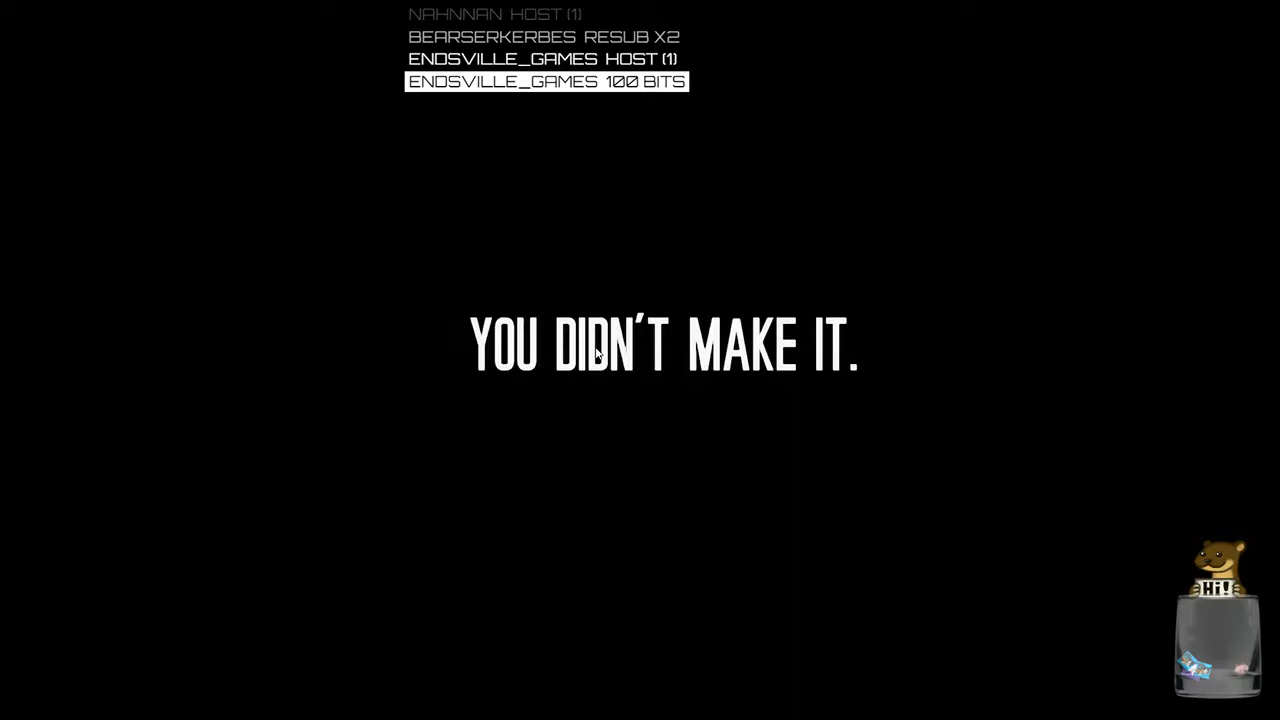 NAHNNAN HOST (1)
BEARSERKERBES RESUB X2
ENDSVILLE_GAMES HOST (1)
ENDSVILLE_GAMES 100 BITS
YOU DIDN'T MAKE IT.
Hi!